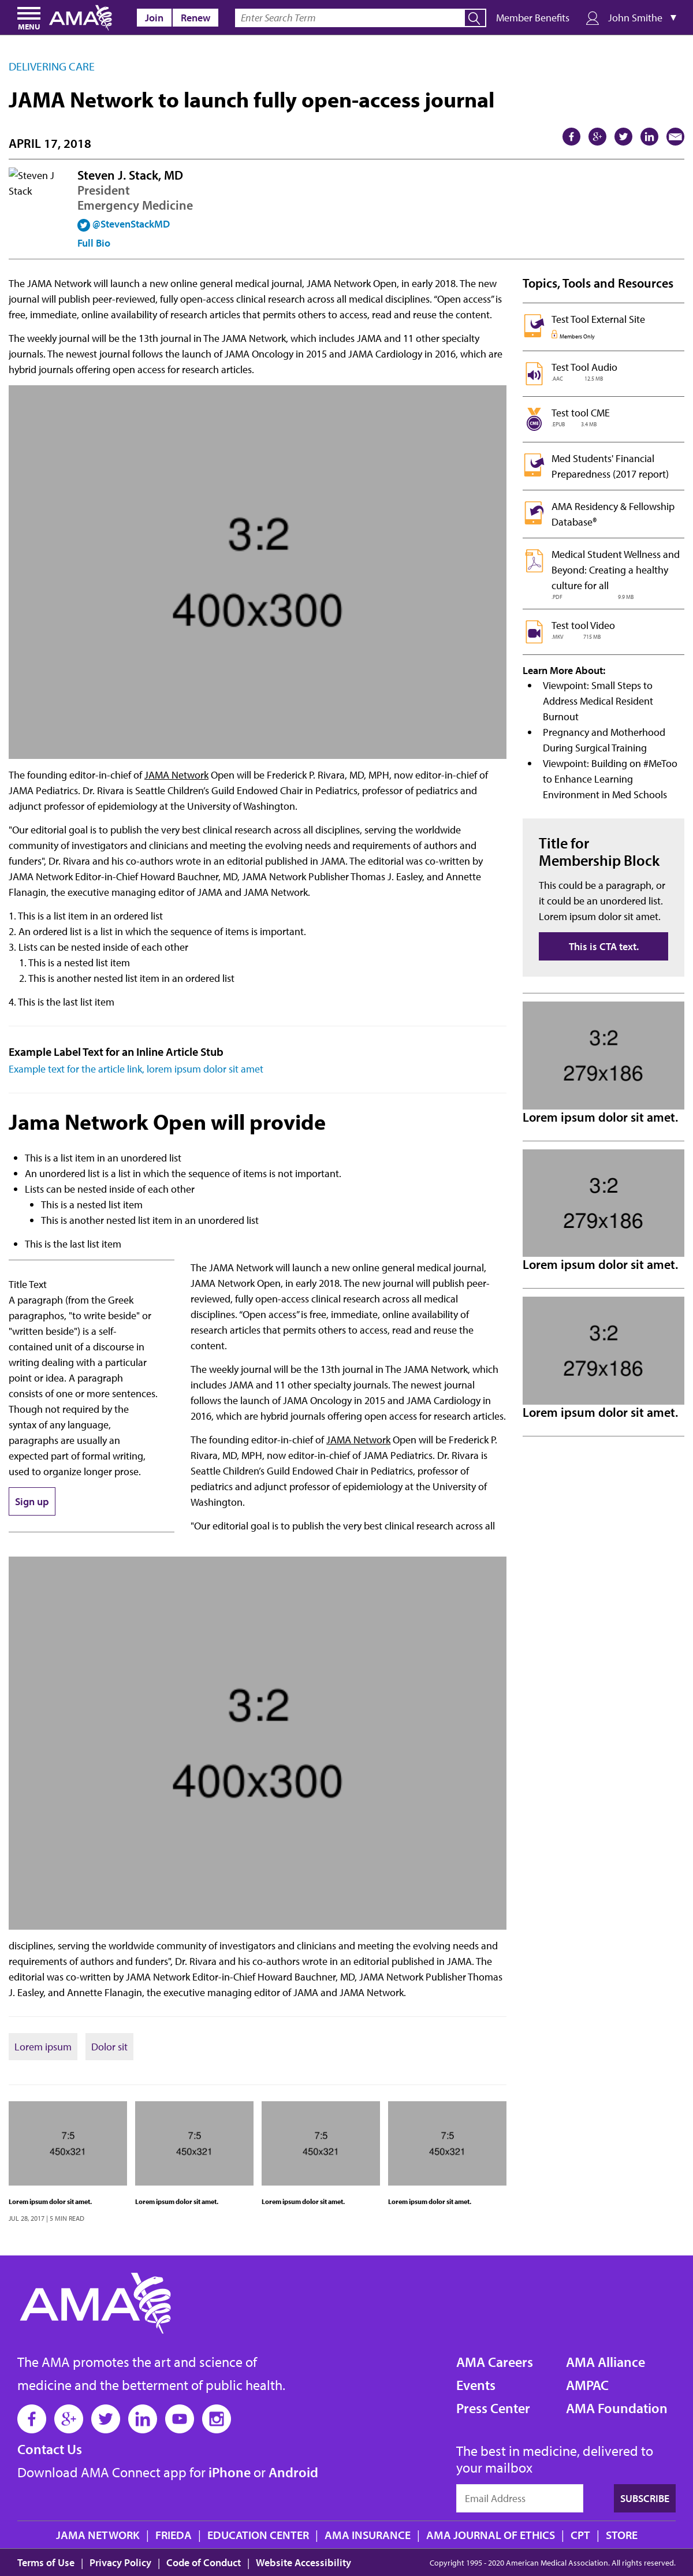 MENU
AMA
Join
Renew
Enter Search Term
Member Benefits
John Smithe
DELIVERING CARE
JAMA Network to launch fully open-access journal
APRIL 17, 2018
Steven J Stack
Steven J. Stack, MD
President
Emergency Medicine
@StevenStackMD
Full Bio
The JAMA Network will launch a new online general medical journal, JAMA Network Open, in early 2018. The new
journal will publish peer-reviewed, fully open-access clinical research across all medical disciplines. “Open access” is
free, immediate, online availability of research articles that permits others to access, read and reuse the content.
The weekly journal will be the 13th journal in The JAMA Network, which includes JAMA and 11 other specialty
journals. The newest journal follows the launch of JAMA Oncology in 2015 and JAMA Cardiology in 2016, which are
hybrid journals offering open access for research articles.
3:2
400x300
The founding editor-in-chief of JAMA Network Open will be Frederick P. Rivara, MD, MPH, now editor-in-chief of
JAMA Pediatrics. Dr. Rivara is Seattle Children’s Guild Endowed Chair in Pediatrics, professor of pediatrics and
adjunct professor of epidemiology at the University of Washington.
"Our editorial goal is to publish the very best clinical research across all disciplines, serving the worldwide
community of investigators and clinicians and meeting the evolving needs and requirements of authors and
funders", Dr. Rivara and his co-authors wrote in an editorial published in JAMA. The editorial was co-written by
JAMA Network Editor-in-Chief Howard Bauchner, MD, JAMA Network Publisher Thomas J. Easley, and Annette
Flanagin, the executive managing editor of JAMA and JAMA Network.
1. This is a list item in an ordered list
2. An ordered list is a list in which the sequence of items is important.
3. Lists can be nested inside of each other
1. This is a nested list item
2. This is another nested list item in an ordered list
4. This is the last list item
Example Label Text for an Inline Article Stub
Example text for the article link, lorem ipsum dolor sit amet
Jama Network Open will provide
• This is a list item in an unordered list
• An unordered list is a list in which the sequence of items is not important.
• Lists can be nested inside of each other
• This is a nested list item
• This is another nested list item in an unordered list
• This is the last list item
Title Text
A paragraph (from the Greek
paragraphos, "to write beside" or
"written beside") is a self-
contained unit of a discourse in
writing dealing with a particular
point or idea. A paragraph
consists of one or more sentences.
Though not required by the
syntax of any language,
paragraphs are usually an
expected part of formal writing,
used to organize longer prose.
Sign up
The JAMA Network will launch a new online general medical journal,
JAMA Network Open, in early 2018. The new journal will publish peer-
reviewed, fully open-access clinical research across all medical
disciplines. “Open access” is free, immediate, online availability of
research articles that permits others to access, read and reuse the
content.
The weekly journal will be the 13th journal in The JAMA Network, which
includes JAMA and 11 other specialty journals. The newest journal
follows the launch of JAMA Oncology in 2015 and JAMA Cardiology in
2016, which are hybrid journals offering open access for research articles.
The founding editor-in-chief of JAMA Network Open will be Frederick P.
Rivara, MD, MPH, now editor-in-chief of JAMA Pediatrics. Dr. Rivara is
Seattle Children’s Guild Endowed Chair in Pediatrics, professor of
pediatrics and adjunct professor of epidemiology at the University of
Washington.
"Our editorial goal is to publish the very best clinical research across all
3:2
400x300
disciplines, serving the worldwide community of investigators and clinicians and meeting the evolving needs and
requirements of authors and funders", Dr. Rivara and his co-authors wrote in an editorial published in JAMA. The
editorial was co-written by JAMA Network Editor-in-Chief Howard Bauchner, MD, JAMA Network Publisher Thomas
J. Easley, and Annette Flanagin, the executive managing editor of JAMA and JAMA Network.
Lorem ipsum
Dolor sit
7:5
450x321
Lorem ipsum dolor sit amet.
JUL 28, 2017 | 5 MIN READ
7:5
450x321
Lorem ipsum dolor sit amet.
7:5
450x321
Lorem ipsum dolor sit amet.
7:5
450x321
Lorem ipsum dolor sit amet.
Topics, Tools and Resources
Test Tool External Site
Members Only
Test Tool Audio
.AAC 12.5 MB
Test tool CME
CME
.EPUB 3.4 MB
Med Students' Financial
Preparedness (2017 report)
AMA Residency & Fellowship
Database®
Medical Student Wellness and
Beyond: Creating a healthy
culture for all
.PDF 9.9 MB
Test tool Video
.MKV 715 MB
Learn More About:
• Viewpoint: Small Steps to
Address Medical Resident
Burnout
• Pregnancy and Motherhood
During Surgical Training
• Viewpoint: Building on #MeToo
to Enhance Learning
Environment in Med Schools
Title for
Membership Block
This could be a paragraph, or
it could be an unordered list.
Lorem ipsum dolor sit amet.
This is CTA text.
3:2
279x186
Lorem ipsum dolor sit amet.
3:2
279x186
Lorem ipsum dolor sit amet.
3:2
279x186
Lorem ipsum dolor sit amet.
AMA
The AMA promotes the art and science of
medicine and the betterment of public health.
Contact Us
Download AMA Connect app for iPhone or Android
AMA Careers
Events
Press Center
AMA Alliance
AMPAC
AMA Foundation
The best in medicine, delivered to
your mailbox
Email Address
SUBSCRIBE
JAMA NETWORK | FRIEDA | EDUCATION CENTER | AMA INSURANCE | AMA JOURNAL OF ETHICS | CPT | STORE
Terms of Use | Privacy Policy | Code of Conduct | Website Accessibility
Copyright 1995 - 2020 American Medical Association. All rights reserved.